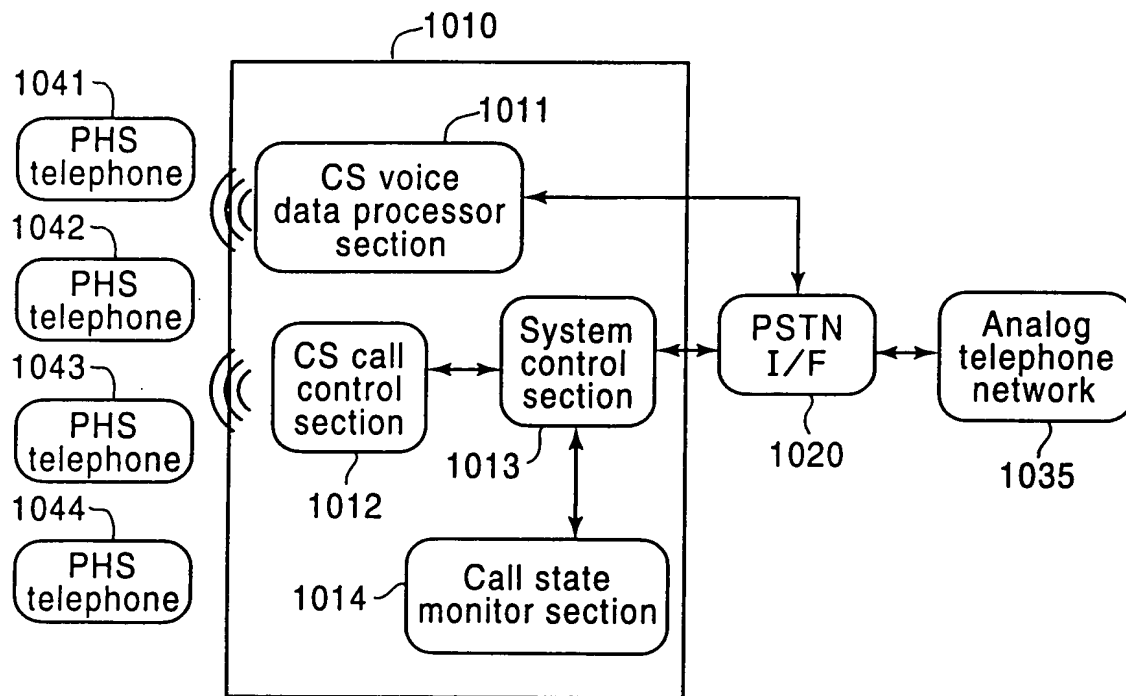 1010
1041
PHS
telephone
1011
CS voice
data processor
section
1042
PHS
telephone
1043
PHS
telephone
CS call
control
section
1012
System
control
section
1013
PSTN
I/F
1020
Analog
telephone
network
1035
1044
PHS
telephone
1014
Call state
monitor section